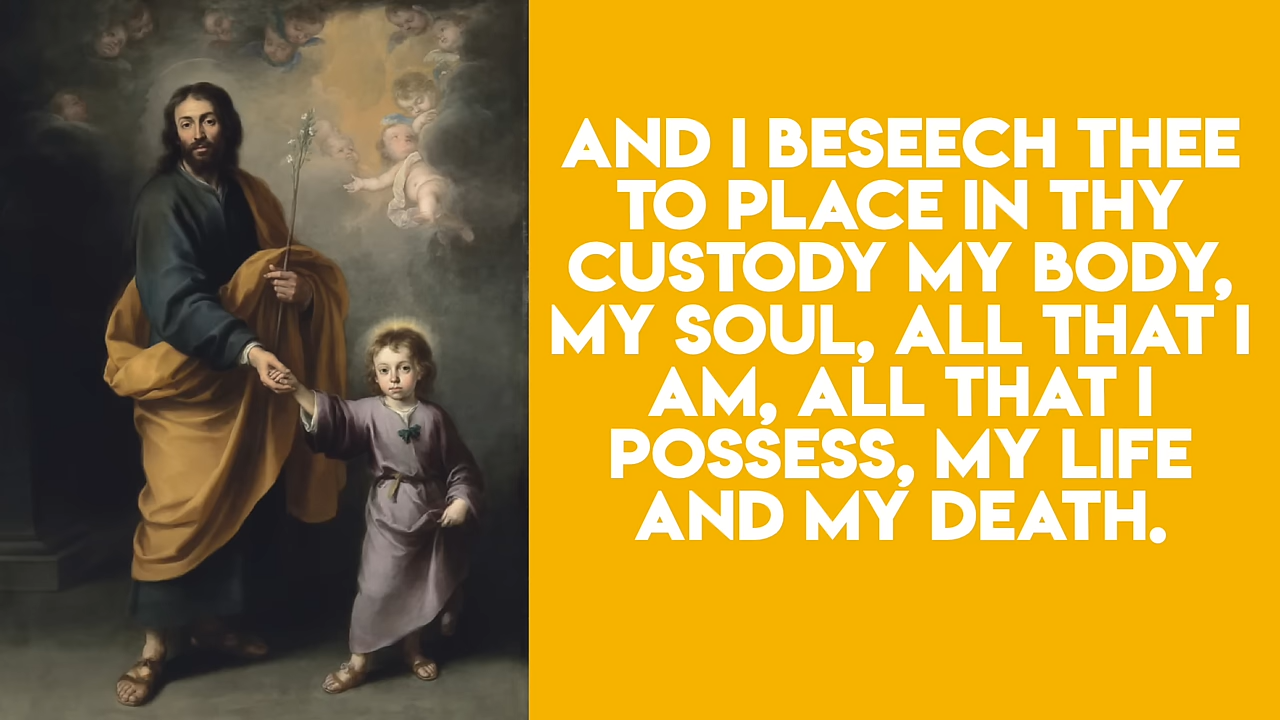 AND I BESEECH THEE
TO PLACE IN THY
CUSTODY MY BODY,
MY SOUL, ALL THAT I
AM, ALL THAT I
POSSESS, MY LIFE
AND MY DEATH.